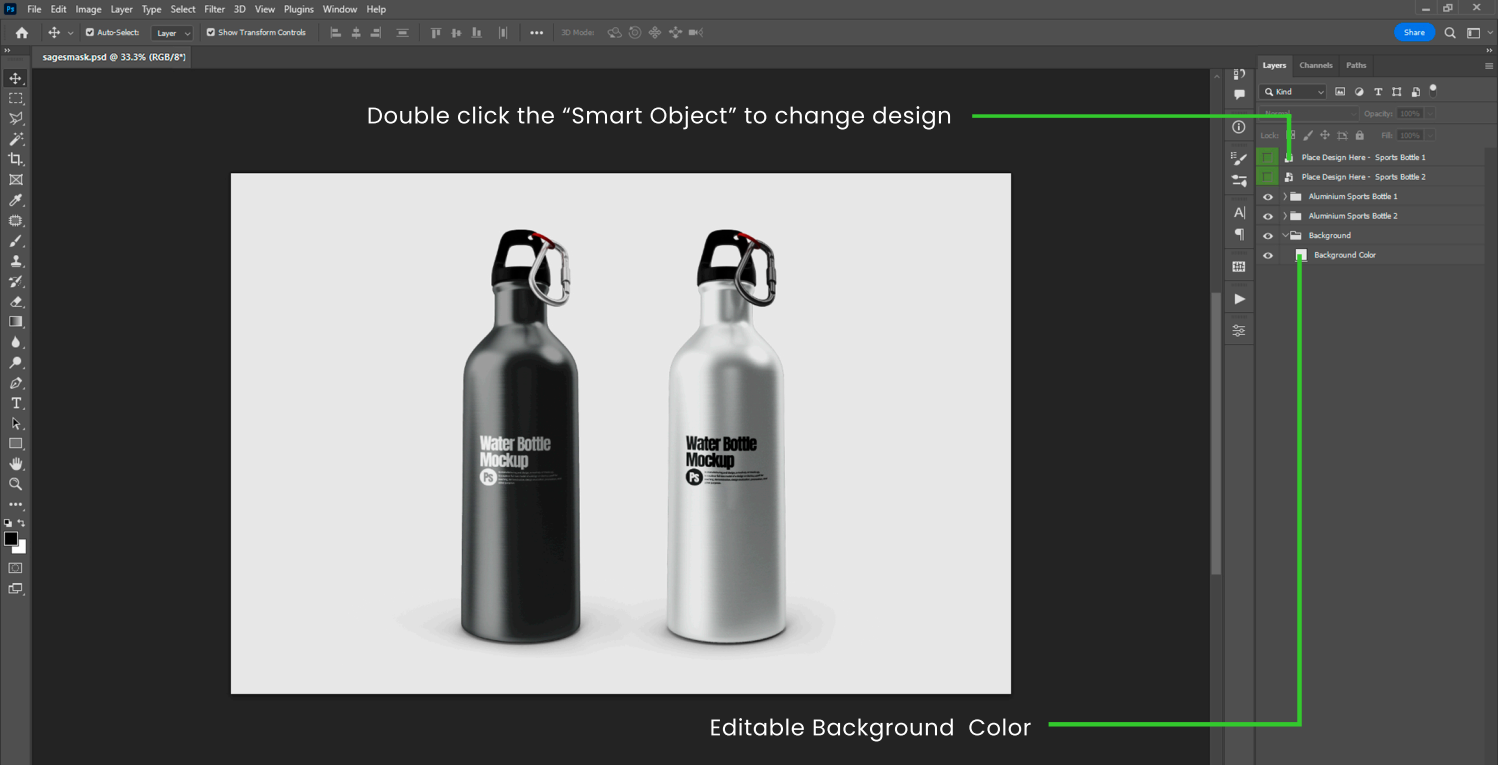 Ps File Edit Image Layer Type Select Filter 3D View Plugins Window Help
Auto-Select: Layer Show Transform Controls ••• 3D Mode: Share
sagesmask.psd @ 33.3% (RGB/8*)
Layers Channels Paths
Kind
Normal Opacity: 100%
Lock: Fill: 100%
Double click the “Smart Object” to change design
Place Design Here - Sports Bottle 1
Place Design Here - Sports Bottle 2
Aluminium Sports Bottle 1
Aluminium Sports Bottle 2
Background
Background Color
Water Bottle
Mockup
Ps
Water Bottle
Mockup
Ps
Editable Background Color